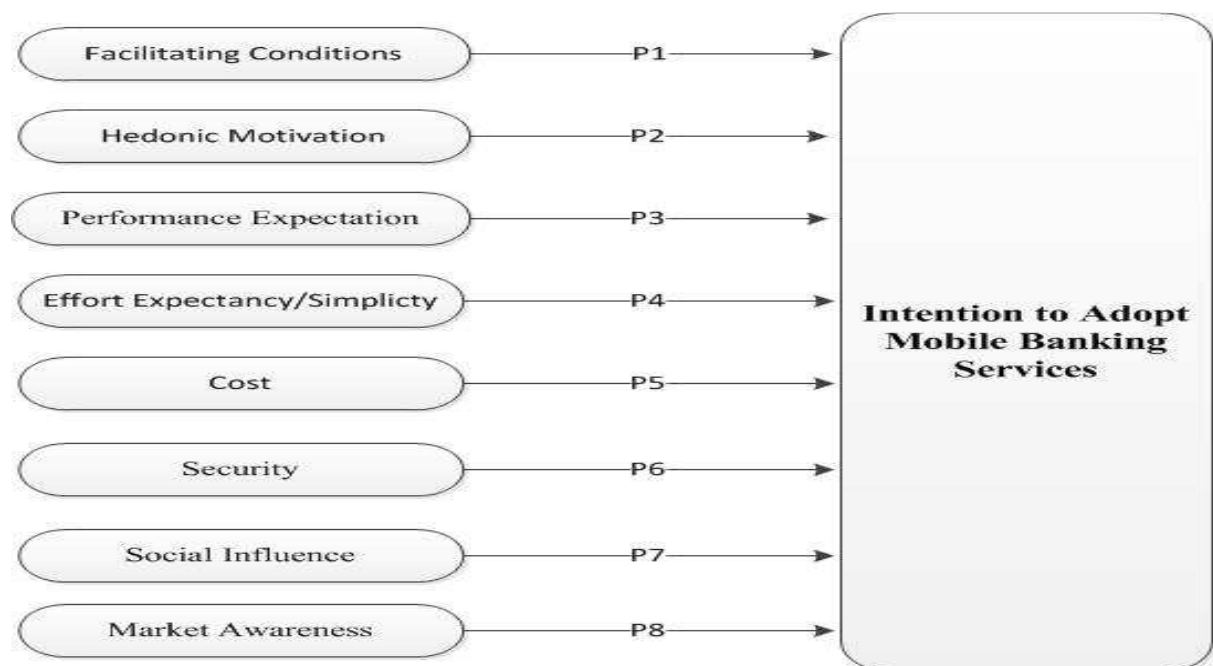 Facilitating Conditions P1
Hedonic Motivation P2
Performance Expectation P3
Effort Expectancy/Simplicty P4
Cost P5
Security P6
Social Influence P7
Market Awareness P8
Intention to Adopt
Mobile Banking
Services